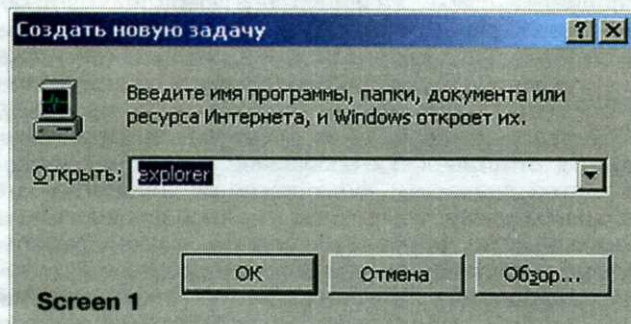 Создать новую задачу
Введите имя программы, папки, документа или
ресурса Интернета, и Windows откроет их.
Открыть: explorer
ОК Отмена Обзор...
Screen 1